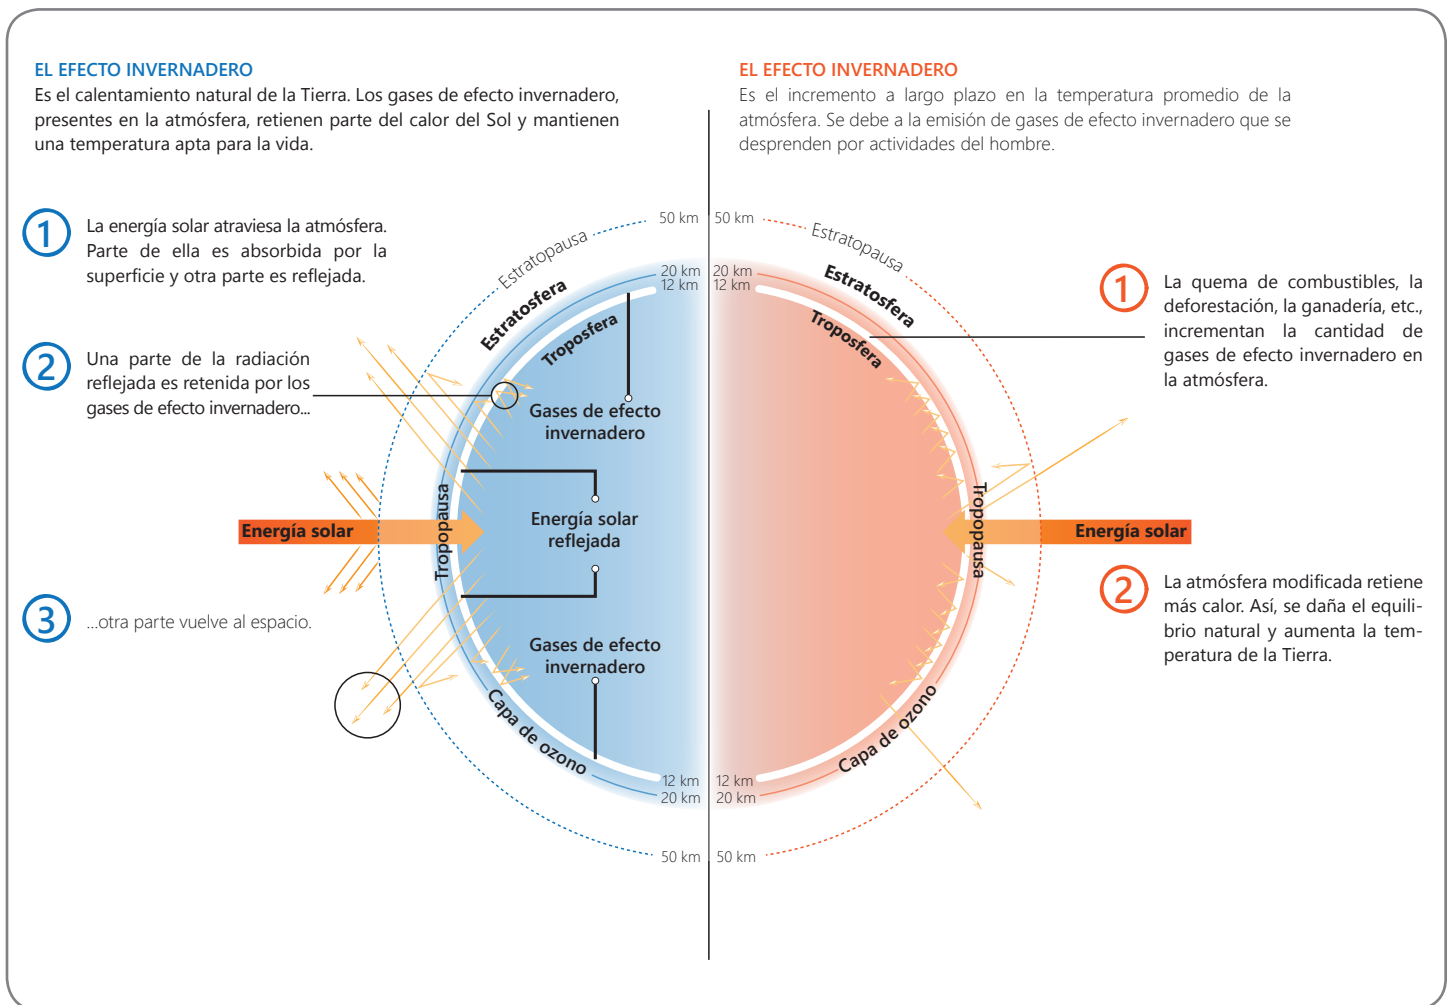 EL EFECTO INVERNADERO
Es el calentamiento natural de la Tierra. Los gases de efecto invernadero,
presentes en la atmósfera, retienen parte del calor del Sol y mantienen
una temperatura apta para la vida.
1
La energía solar atraviesa la atmósfera.
Parte de ella es absorbida por la
superficie y otra parte es reflejada.
2
Una parte de la radiación
reflejada es retenida por los
gases de efecto invernadero...
Energía solar
3
...otra parte vuelve al espacio.
50 km
Estratopausa
20 km
12 km
Estratosfera
Troposfera
Gases de efecto
invernadero
Tropopausa
Energía solar
reflejada
Gases de efecto
invernadero
Capa de ozono
12 km
20 km
50 km
EL EFECTO INVERNADERO
Es el incremento a largo plazo en la temperatura promedio de la
atmósfera. Se debe a la emisión de gases de efecto invernadero que se
desprenden por actividades del hombre.
50 km
Estratopausa
20 km
12 km
Estratosfera
Troposfera
1
La quema de combustibles, la
deforestación, la ganadería, etc.,
incrementan la cantidad de
gases de efecto invernadero en
la atmósfera.
Tropopausa
Energía solar
2
La atmósfera modificada retiene
más calor. Así, se daña el equili-
brio natural y aumenta la tem-
peratura de la Tierra.
Capa de ozono
12 km
20 km
50 km